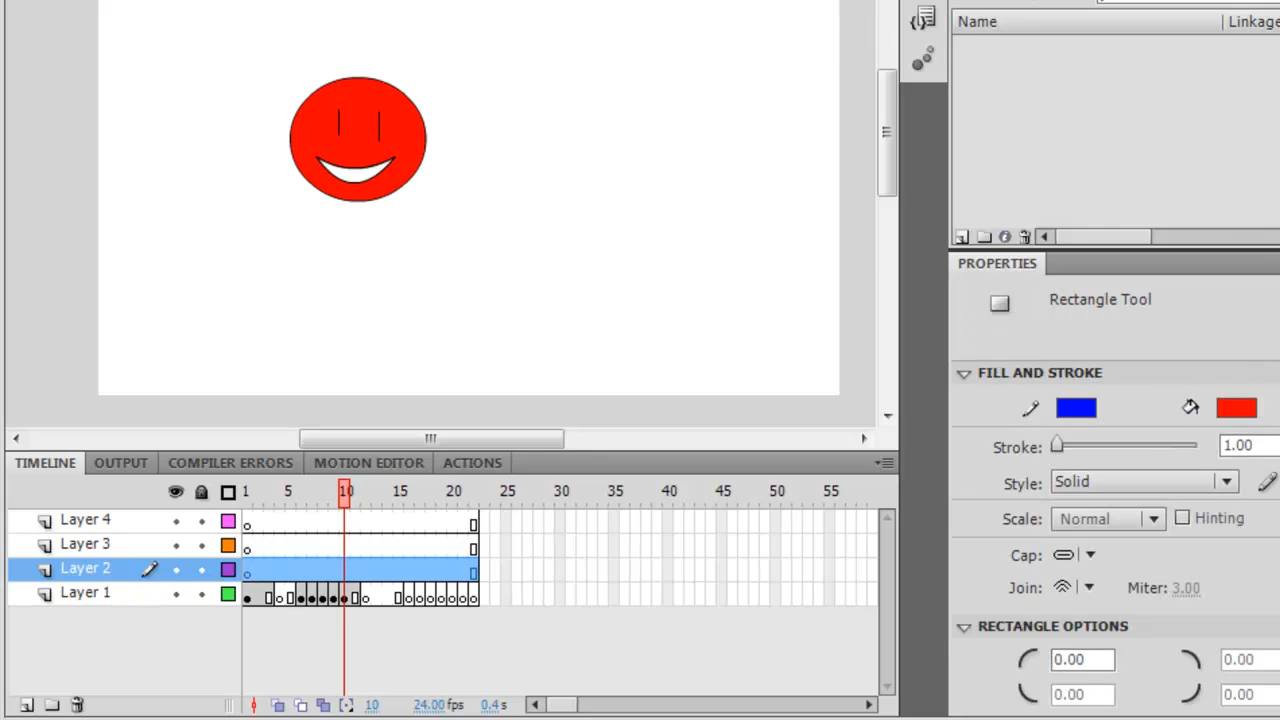 Name Linkage
PROPERTIES
Rectangle Tool
FILL AND STROKE
Stroke: 1.00
Style: Solid
Scale: Normal Hinting
Cap:
Join: Miter: 3.00
RECTANGLE OPTIONS
0.00 0.00
0.00 0.00
TIMELINE OUTPUT COMPILER ERRORS MOTION EDITOR ACTIONS
1 5 10 15 20 25 30 35 40 45 50 55
Layer 4
Layer 3
Layer 2
Layer 1
10 24.00fps 0.4s